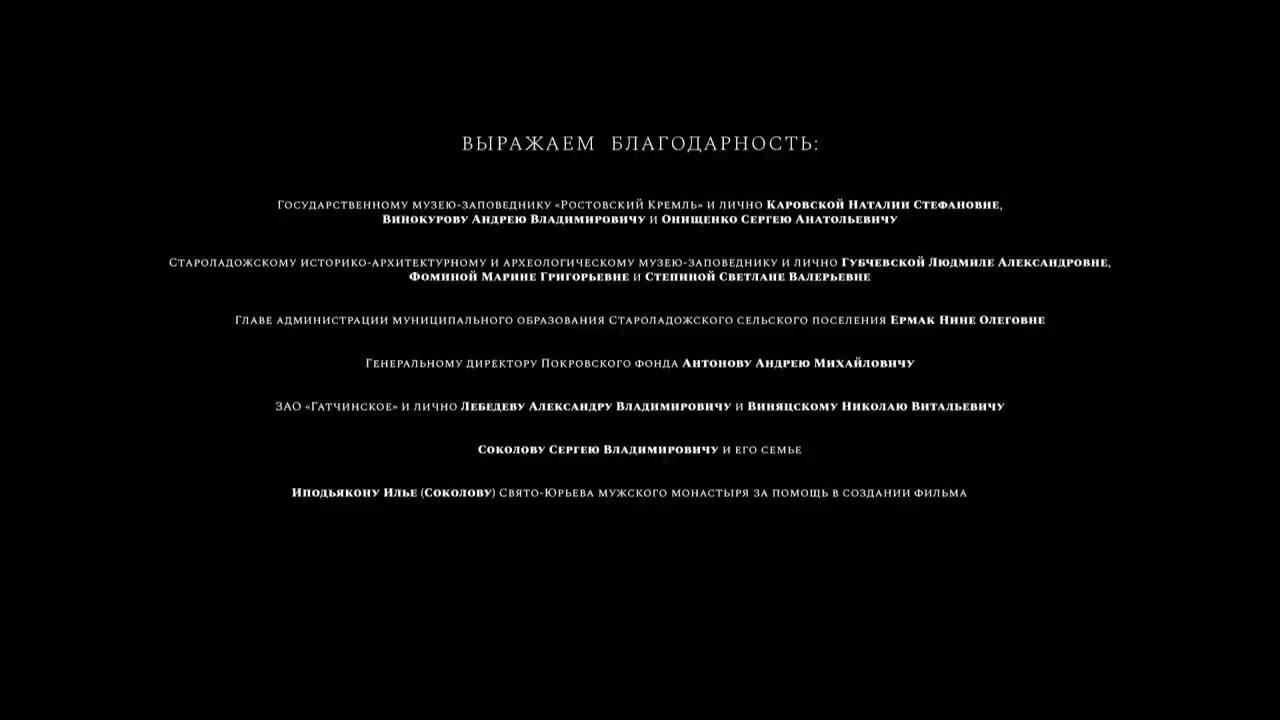 ВЫРАЖАЕМ БЛАГОДАРНОСТЬ:
Государственному музею-заповеднику «Ростовский Кремль» и лично Каровской Наталии Стефановне,
Винокурову Андрею Владимировичу и Онищенко Сергею Анатольевичу
Староладожскому историко-архитектурному и археологическому музею-заповеднику и лично Губчевской Людмиле Александровне,
Фоминой Марине Григорьевне и Степиной Светлане Валерьевне
Главе администрации муниципального образования Староладожского сельского поселения Ермак Нине Олеговне
Генеральному директору Покровского фонда Антонову Андрею Михайловичу
ЗАО «Гатчинское» и лично Лебедеву Александру Владимировичу и Виняцскому Николаю Витальевичу
Соколову Сергею Владимировичу и его семье
Иподьякону Илье (Соколову) Свято-Юрьева мужского монастыря за помощь в создании фильма